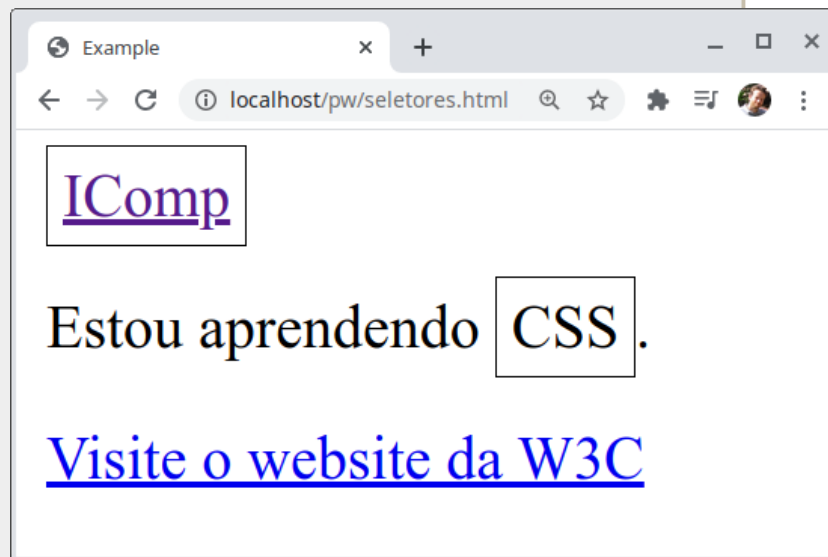 Example
localhost/pw/seletores.html
IComp
Estou aprendendo CSS.
Visite o website da W3C